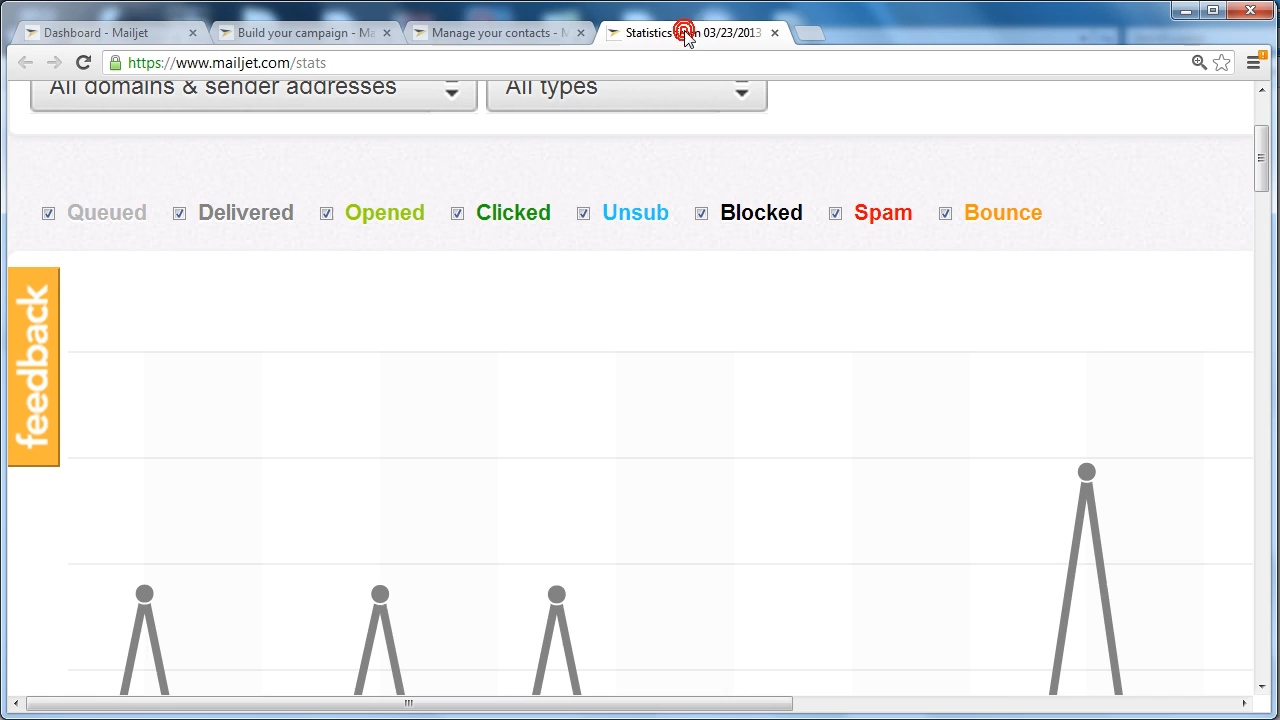 Dashboard - Mailjet
Build your campaign - Ma
Manage your contacts - M
Statistics 03/23/2013
https://www.mailjet.com/stats
All domains & sender addresses
All types
Queued
Delivered
Opened
Clicked
Unsub
Blocked
Spam
Bounce
feedback